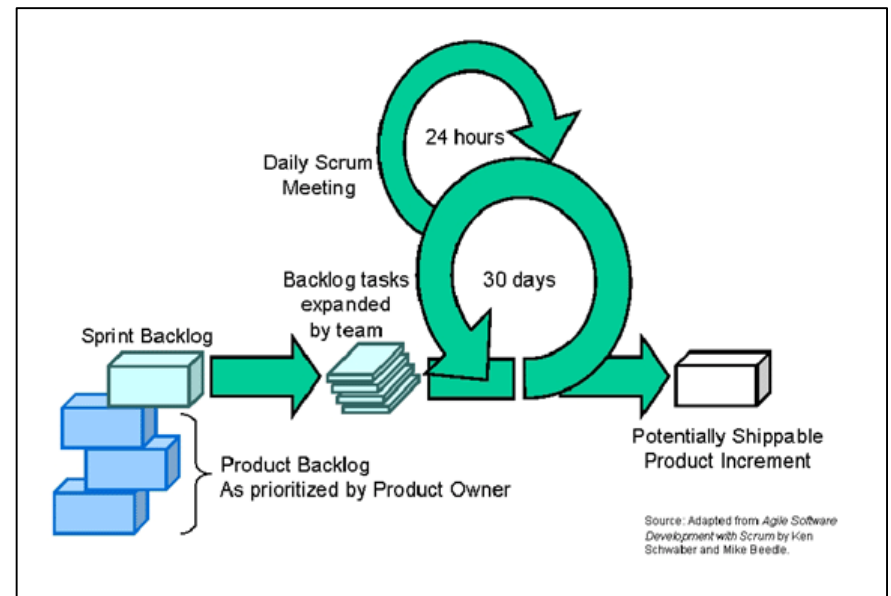 24 hours
Daily Scrum
Meeting
Backlog tasks
expanded
by team
30 days
Sprint Backlog
Potentially Shippable
Product Increment
Product Backlog
As prioritized by Product Owner
Source: Adapted from Agile Software
Development with Scrum by Ken
Schwaber and Mike Beedle.